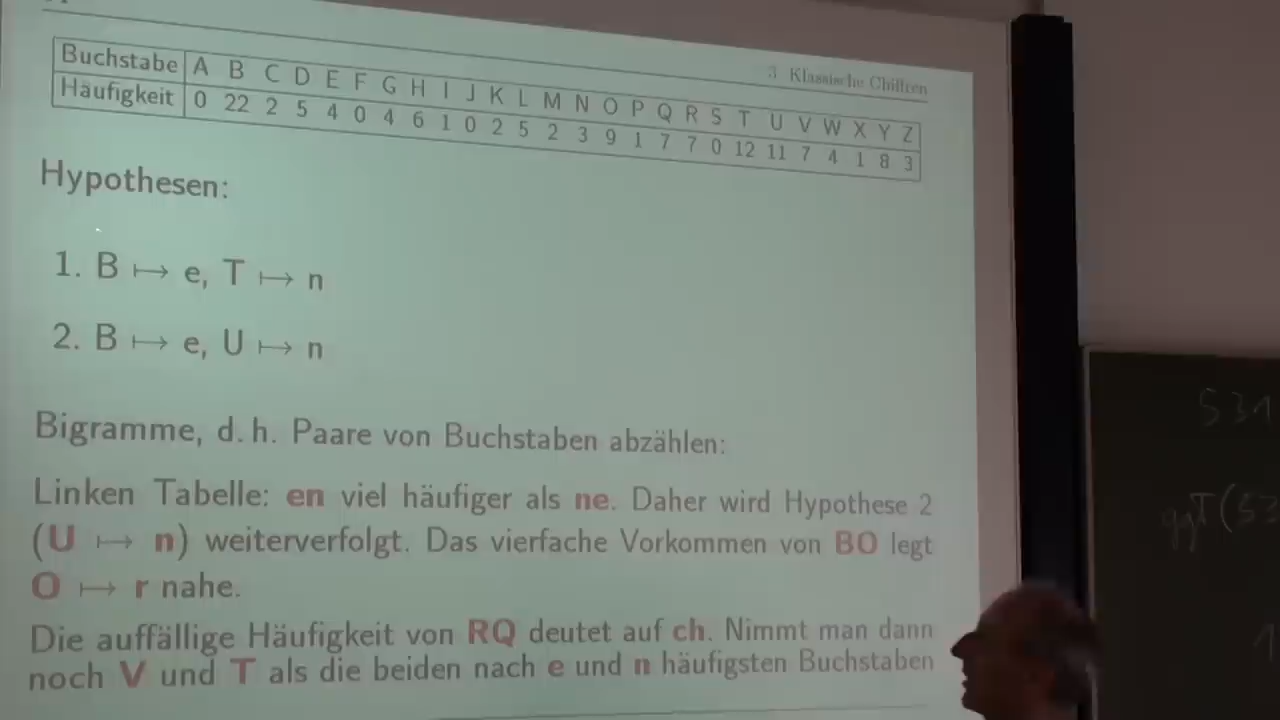 3 Klassische Chiffren
Buchstabe A B C D E F G H I J K L M N O P Q R S T U V W X Y Z
Häufigkeit 0 22 2 5 4 0 4 6 1 0 2 5 2 3 9 1 7 7 0 12 11 7 4 1 8 3
Hypothesen:
1. B ↦ e, T ↦ n
2. B ↦ e, U ↦ n
Bigramme, d. h. Paare von Buchstaben abzählen:
Linken Tabelle: en viel häufiger als ne. Daher wird Hypothese 2
(U ↦ n) weiterverfolgt. Das vierfache Vorkommen von BO legt
O ↦ r nahe.
Die auffällige Häufigkeit von RQ deutet auf ch. Nimmt man dann
noch V und T als die beiden nach e und n häufigsten Buchstaben
531
ggT(53
1